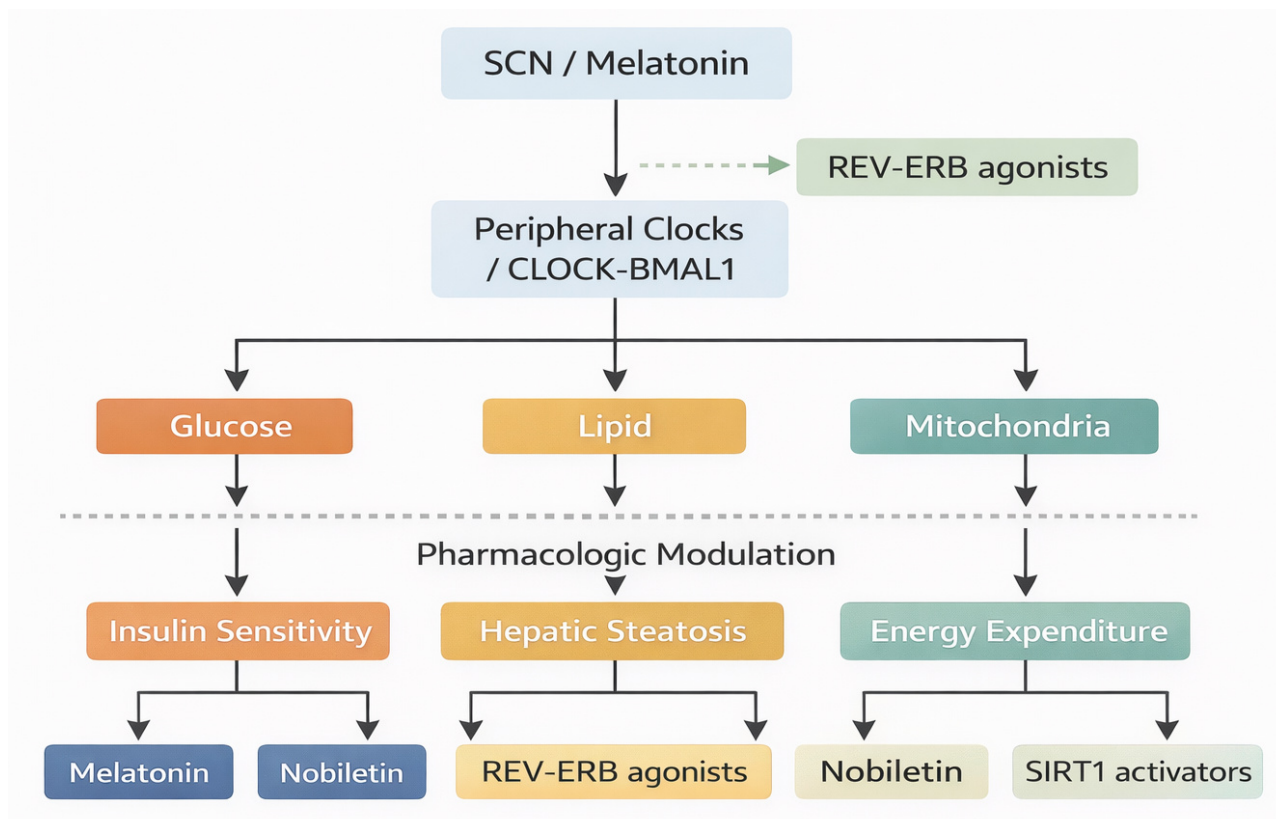 SCN / Melatonin
REV-ERB agonists
Peripheral Clocks
/ CLOCK-BMAL1
Glucose
Lipid
Mitochondria
Pharmacologic Modulation
Insulin Sensitivity
Hepatic Steatosis
Energy Expenditure
Melatonin
Nobiletin
REV-ERB agonists
Nobiletin
SIRT1 activators